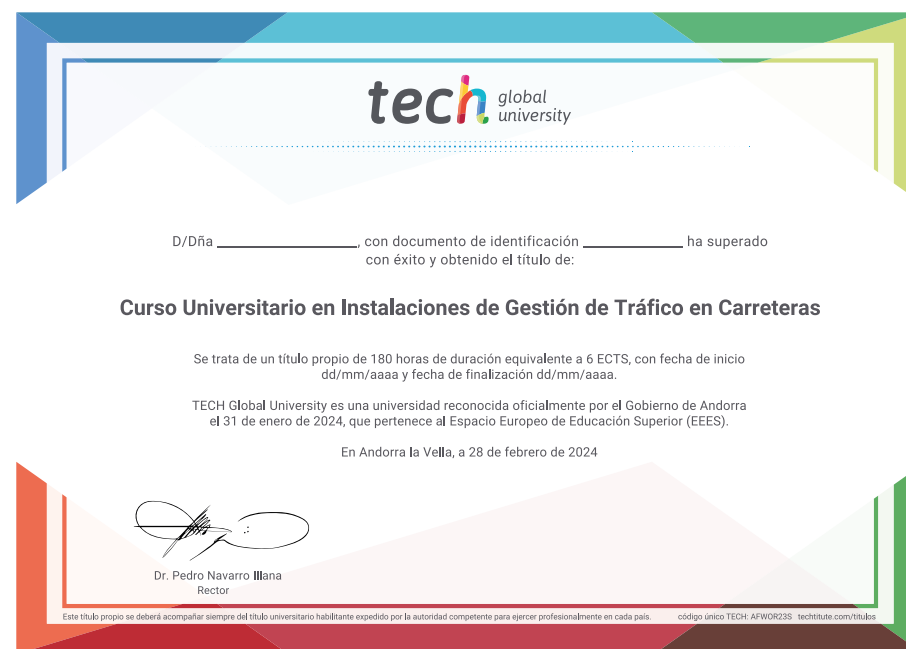 tech global university
D/Dña ____________________, con documento de identificación ______________ ha superado
con éxito y obtenido el título de:
Curso Universitario en Instalaciones de Gestión de Tráfico en Carreteras
Se trata de un título propio de 180 horas de duración equivalente a 6 ECTS, con fecha de inicio
dd/mm/aaaa y fecha de finalización dd/mm/aaaa.
TECH Global University es una universidad reconocida oficialmente por el Gobierno de Andorra
el 31 de enero de 2024, que pertenece al Espacio Europeo de Educación Superior (EEES).
En Andorra la Vella, a 28 de febrero de 2024
Dr. Pedro Navarro Illana
Rector
Este título propio se deberá acompañar siempre del título universitario habilitante expedido por la autoridad competente para ejercer profesionalmente en cada país. código único TECH: AFWOR23S techtitute.com/titulos